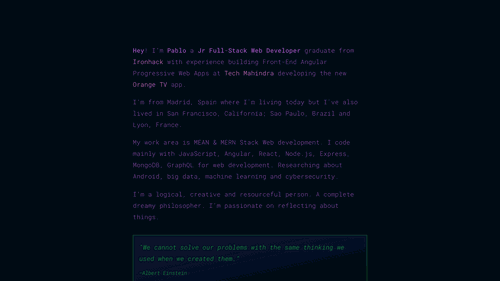 Hey! I'm Pablo a Jr Full-Stack Web Developer graduate from
Ironhack with experience building Front-End Angular
Progressive Web Apps at Tech Mahindra developing the new
Orange TV app.
I'm from Madrid, Spain where I'm living today but I've also
lived in San Francisco, California; Sao Paulo, Brazil and
Lyon, France.
My work area is MEAN & MERN Stack Web development. I code
mainly with JavaScript, Angular, React, Node.js, Express,
MongoDB, GraphQL for web development. Researching about
Android, big data, machine learning and cybersecurity.
I'm a logical, creative and resourceful person. A complete
dreamy philosopher. I'm passionate on reflecting about
things.
"We cannot solve our problems with the same thinking we
used when we created them."
-Albert Einstein